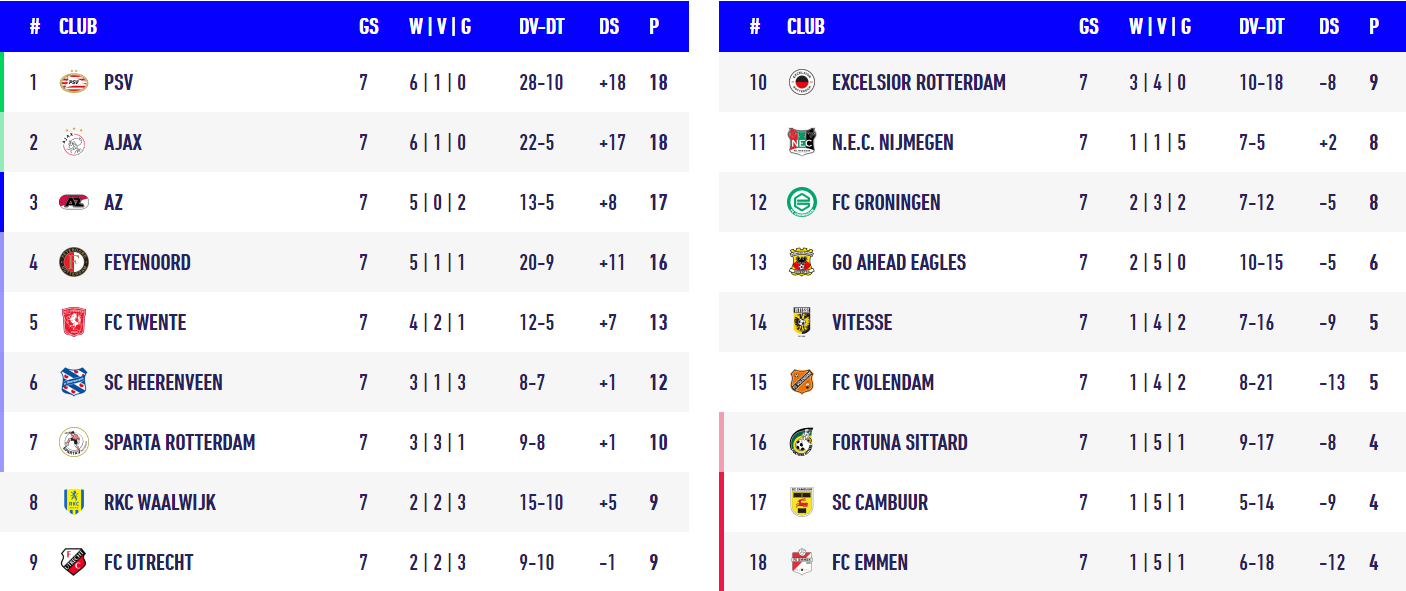 # CLUB GS W | V | G DV-DT DS P
1 PSV 7 6 | 1 | 0 28-10 +18 18
2 AJAX 7 6 | 1 | 0 22-5 +17 18
3 AZ 7 5 | 0 | 2 13-5 +8 17
4 FEYENOORD 7 5 | 1 | 1 20-9 +11 16
5 FC TWENTE 7 4 | 2 | 1 12-5 +7 13
6 SC HEERENVEEN 7 3 | 1 | 3 8-7 +1 12
7 SPARTA ROTTERDAM 7 3 | 3 | 1 9-8 +1 10
8 RKC WAALWIJK 7 2 | 2 | 3 15-10 +5 9
9 FC UTRECHT 7 2 | 2 | 3 9-10 -1 9
# CLUB GS W | V | G DV-DT DS P
10 EXCELSIOR ROTTERDAM 7 3 | 4 | 0 10-18 -8 9
11 N.E.C. NIJMEGEN 7 1 | 1 | 5 7-5 +2 8
12 FC GRONINGEN 7 2 | 3 | 2 7-12 -5 8
13 GO AHEAD EAGLES 7 2 | 5 | 0 10-15 -5 6
14 VITESSE 7 1 | 4 | 2 7-16 -9 5
15 FC VOLENDAM 7 1 | 4 | 2 8-21 -13 5
16 FORTUNA SITTARD 7 1 | 5 | 1 9-17 -8 4
17 SC CAMBUUR 7 1 | 5 | 1 5-14 -9 4
18 FC EMMEN 7 1 | 5 | 1 6-18 -12 4